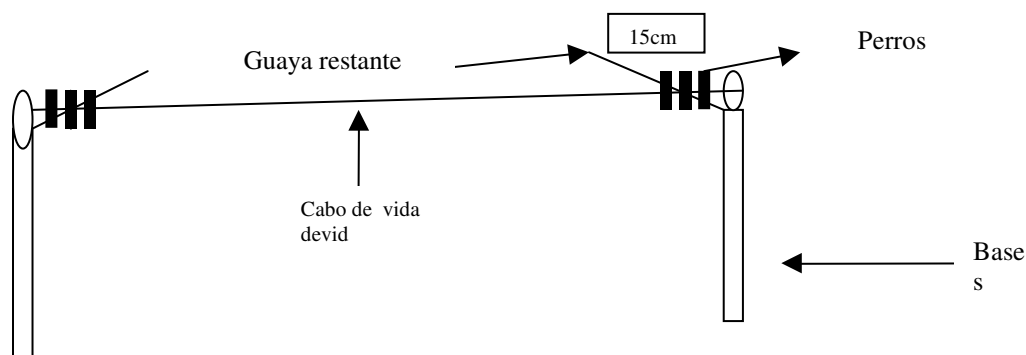 15cm
Perros
Guaya restante
Cabo de vida
devid
Base
s